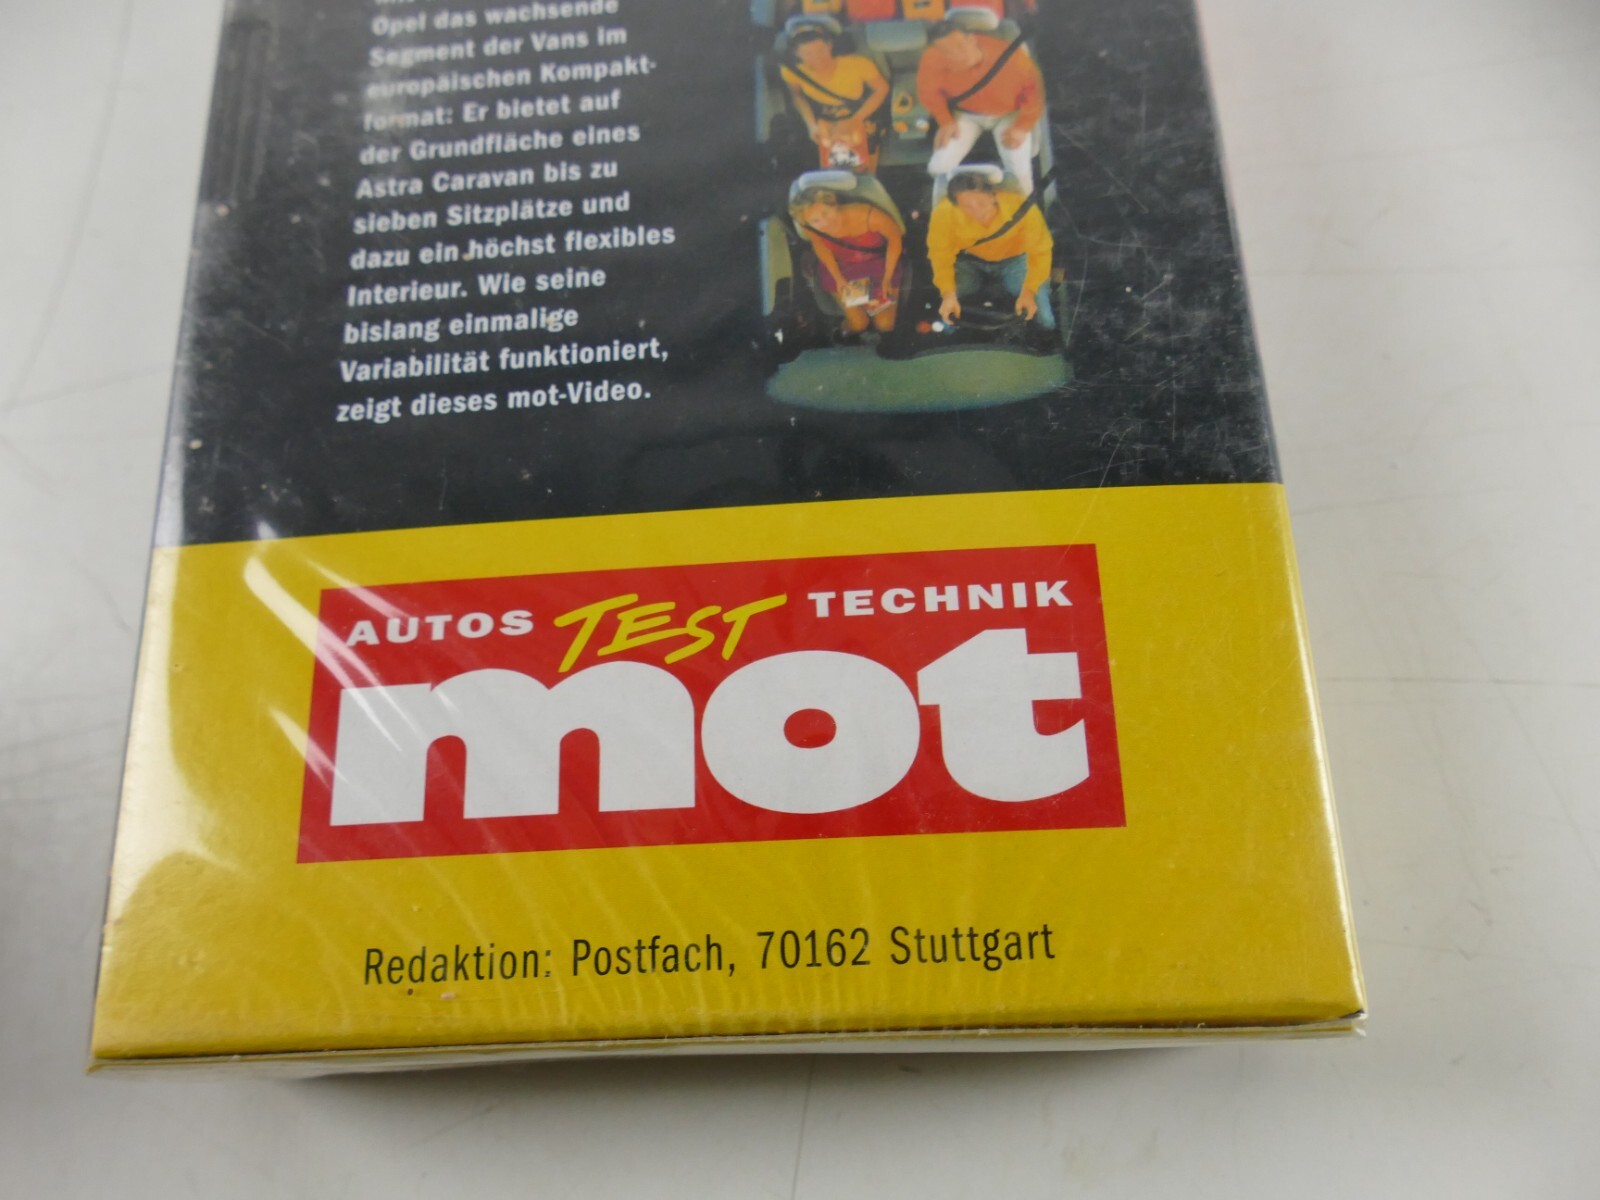 Opel das wachsende
Segment der Vans im
europäischen Kompakt-
format: Er bietet auf
der Grundfläche eines
Astra Caravan bis zu
sieben Sitzplätze und
dazu ein höchst flexibles
Interieur. Wie seine
bislang einmalige
Variabilität funktioniert,
zeigt dieses mot-Video.
AUTOS TEST TECHNIK
mot
Redaktion: Postfach, 70162 Stuttgart